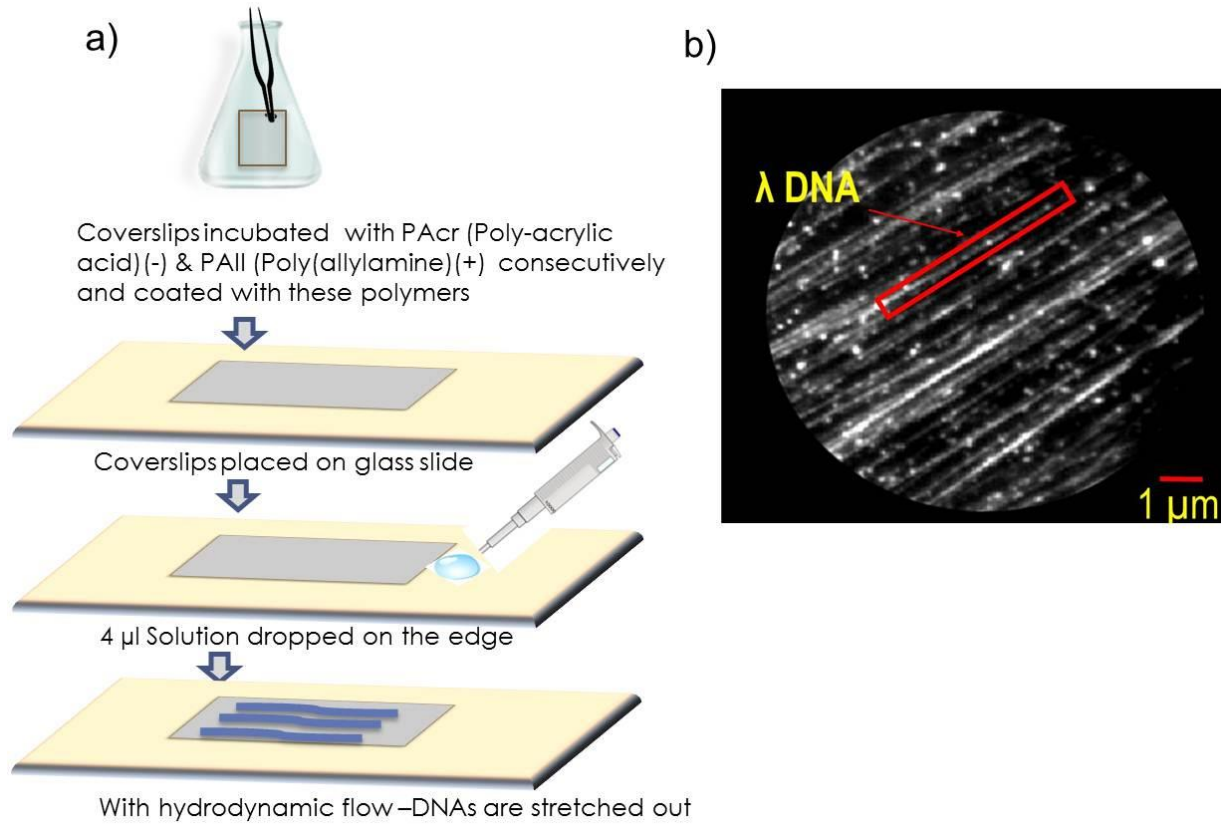 a)
Coverslips incubated with PAcr (Poly-acrylic
acid)(-) & PAll (Poly(allylamine)(+) consecutively
and coated with these polymers
Coverslips placed on glass slide
4 µl Solution dropped on the edge
With hydrodynamic flow –DNAs are stretched out
b)
λ DNA
1 µm